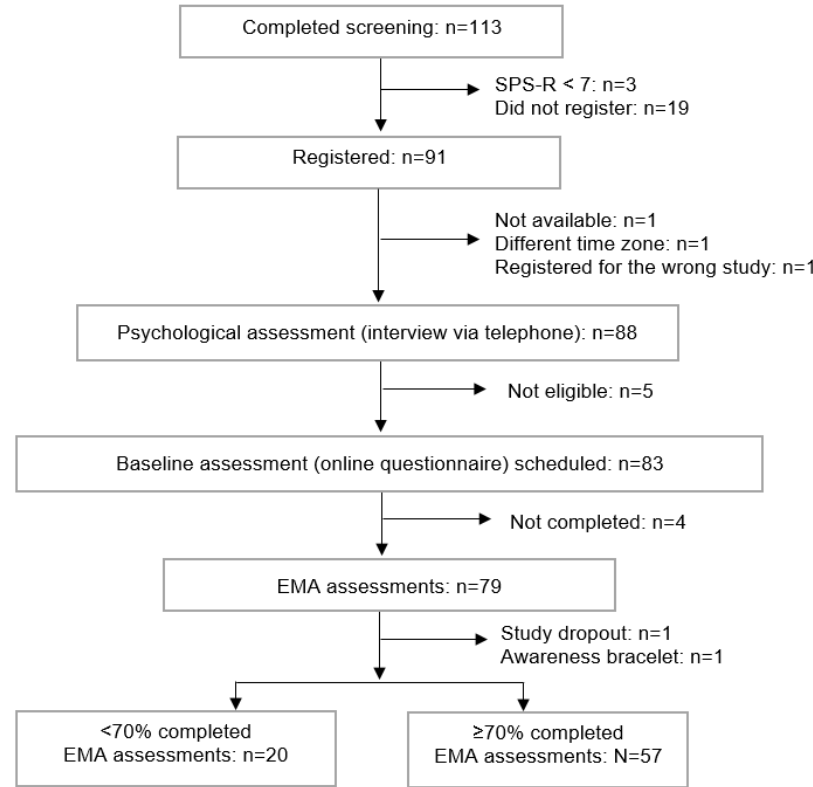 Completed screening: n=113
SPS-R < 7: n=3
Did not register: n=19
Registered: n=91
Not available: n=1
Different time zone: n=1
Registered for the wrong study: n=1
Psychological assessment (interview via telephone): n=88
Not eligible: n=5
Baseline assessment (online questionnaire) scheduled: n=83
Not completed: n=4
EMA assessments: n=79
Study dropout: n=1
Awareness bracelet: n=1
<70% completed
EMA assessments: n=20
≥70% completed
EMA assessments: N=57